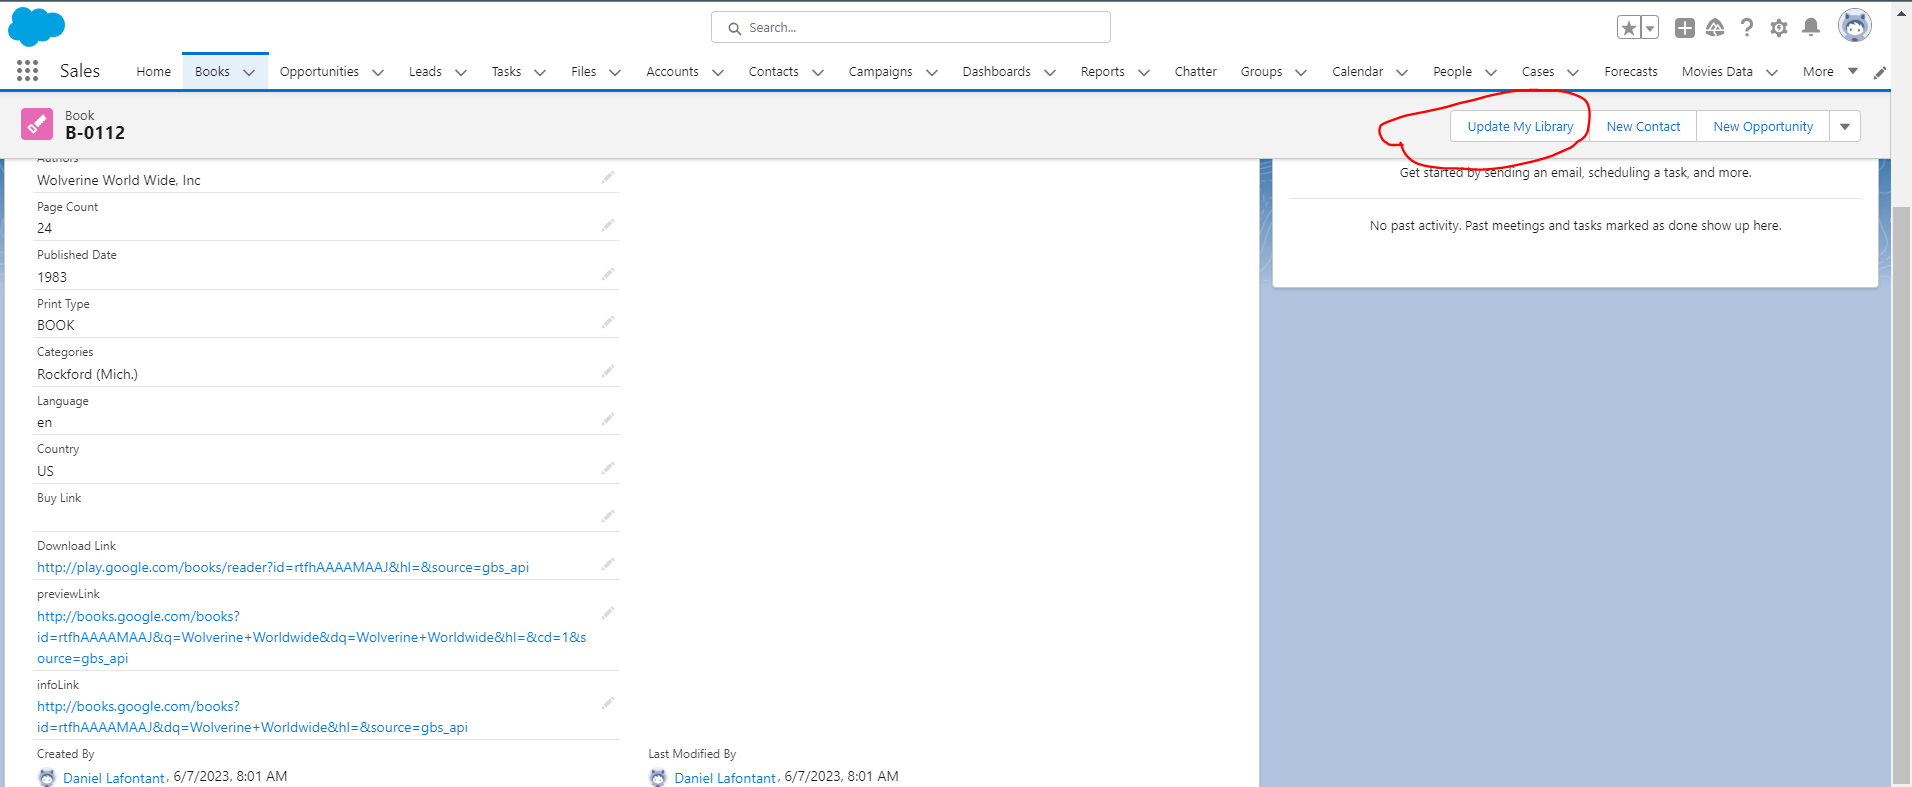 Search...
Sales
Home
Books
Opportunities
Leads
Tasks
Files
Accounts
Contacts
Campaigns
Dashboards
Reports
Chatter
Groups
Calendar
People
Cases
Forecasts
Movies Data
More
Book
B-0112
Update My Library
New Contact
New Opportunity
Authors
Wolverine World Wide, Inc
Page Count
24
Published Date
1983
Print Type
BOOK
Categories
Rockford (Mich.)
Language
en
Country
US
Buy Link
Download Link
http://play.google.com/books/reader?id=rtfhAAAAMAAJ&hl=&source=gbs_api
previewLink
http://books.google.com/books?
id=rtfhAAAAMAAJ&q=Wolverine+Worldwide&dq=Wolverine+Worldwide&hl=&cd=1&s
ource=gbs_api
infoLink
http://books.google.com/books?
id=rtfhAAAAMAAJ&dq=Wolverine+Worldwide&hl=&source=gbs_api
Created By
Daniel Lafontant, 6/7/2023, 8:01 AM
Last Modified By
Daniel Lafontant, 6/7/2023, 8:01 AM
Get started by sending an email, scheduling a task, and more.
No past activity. Past meetings and tasks marked as done show up here.